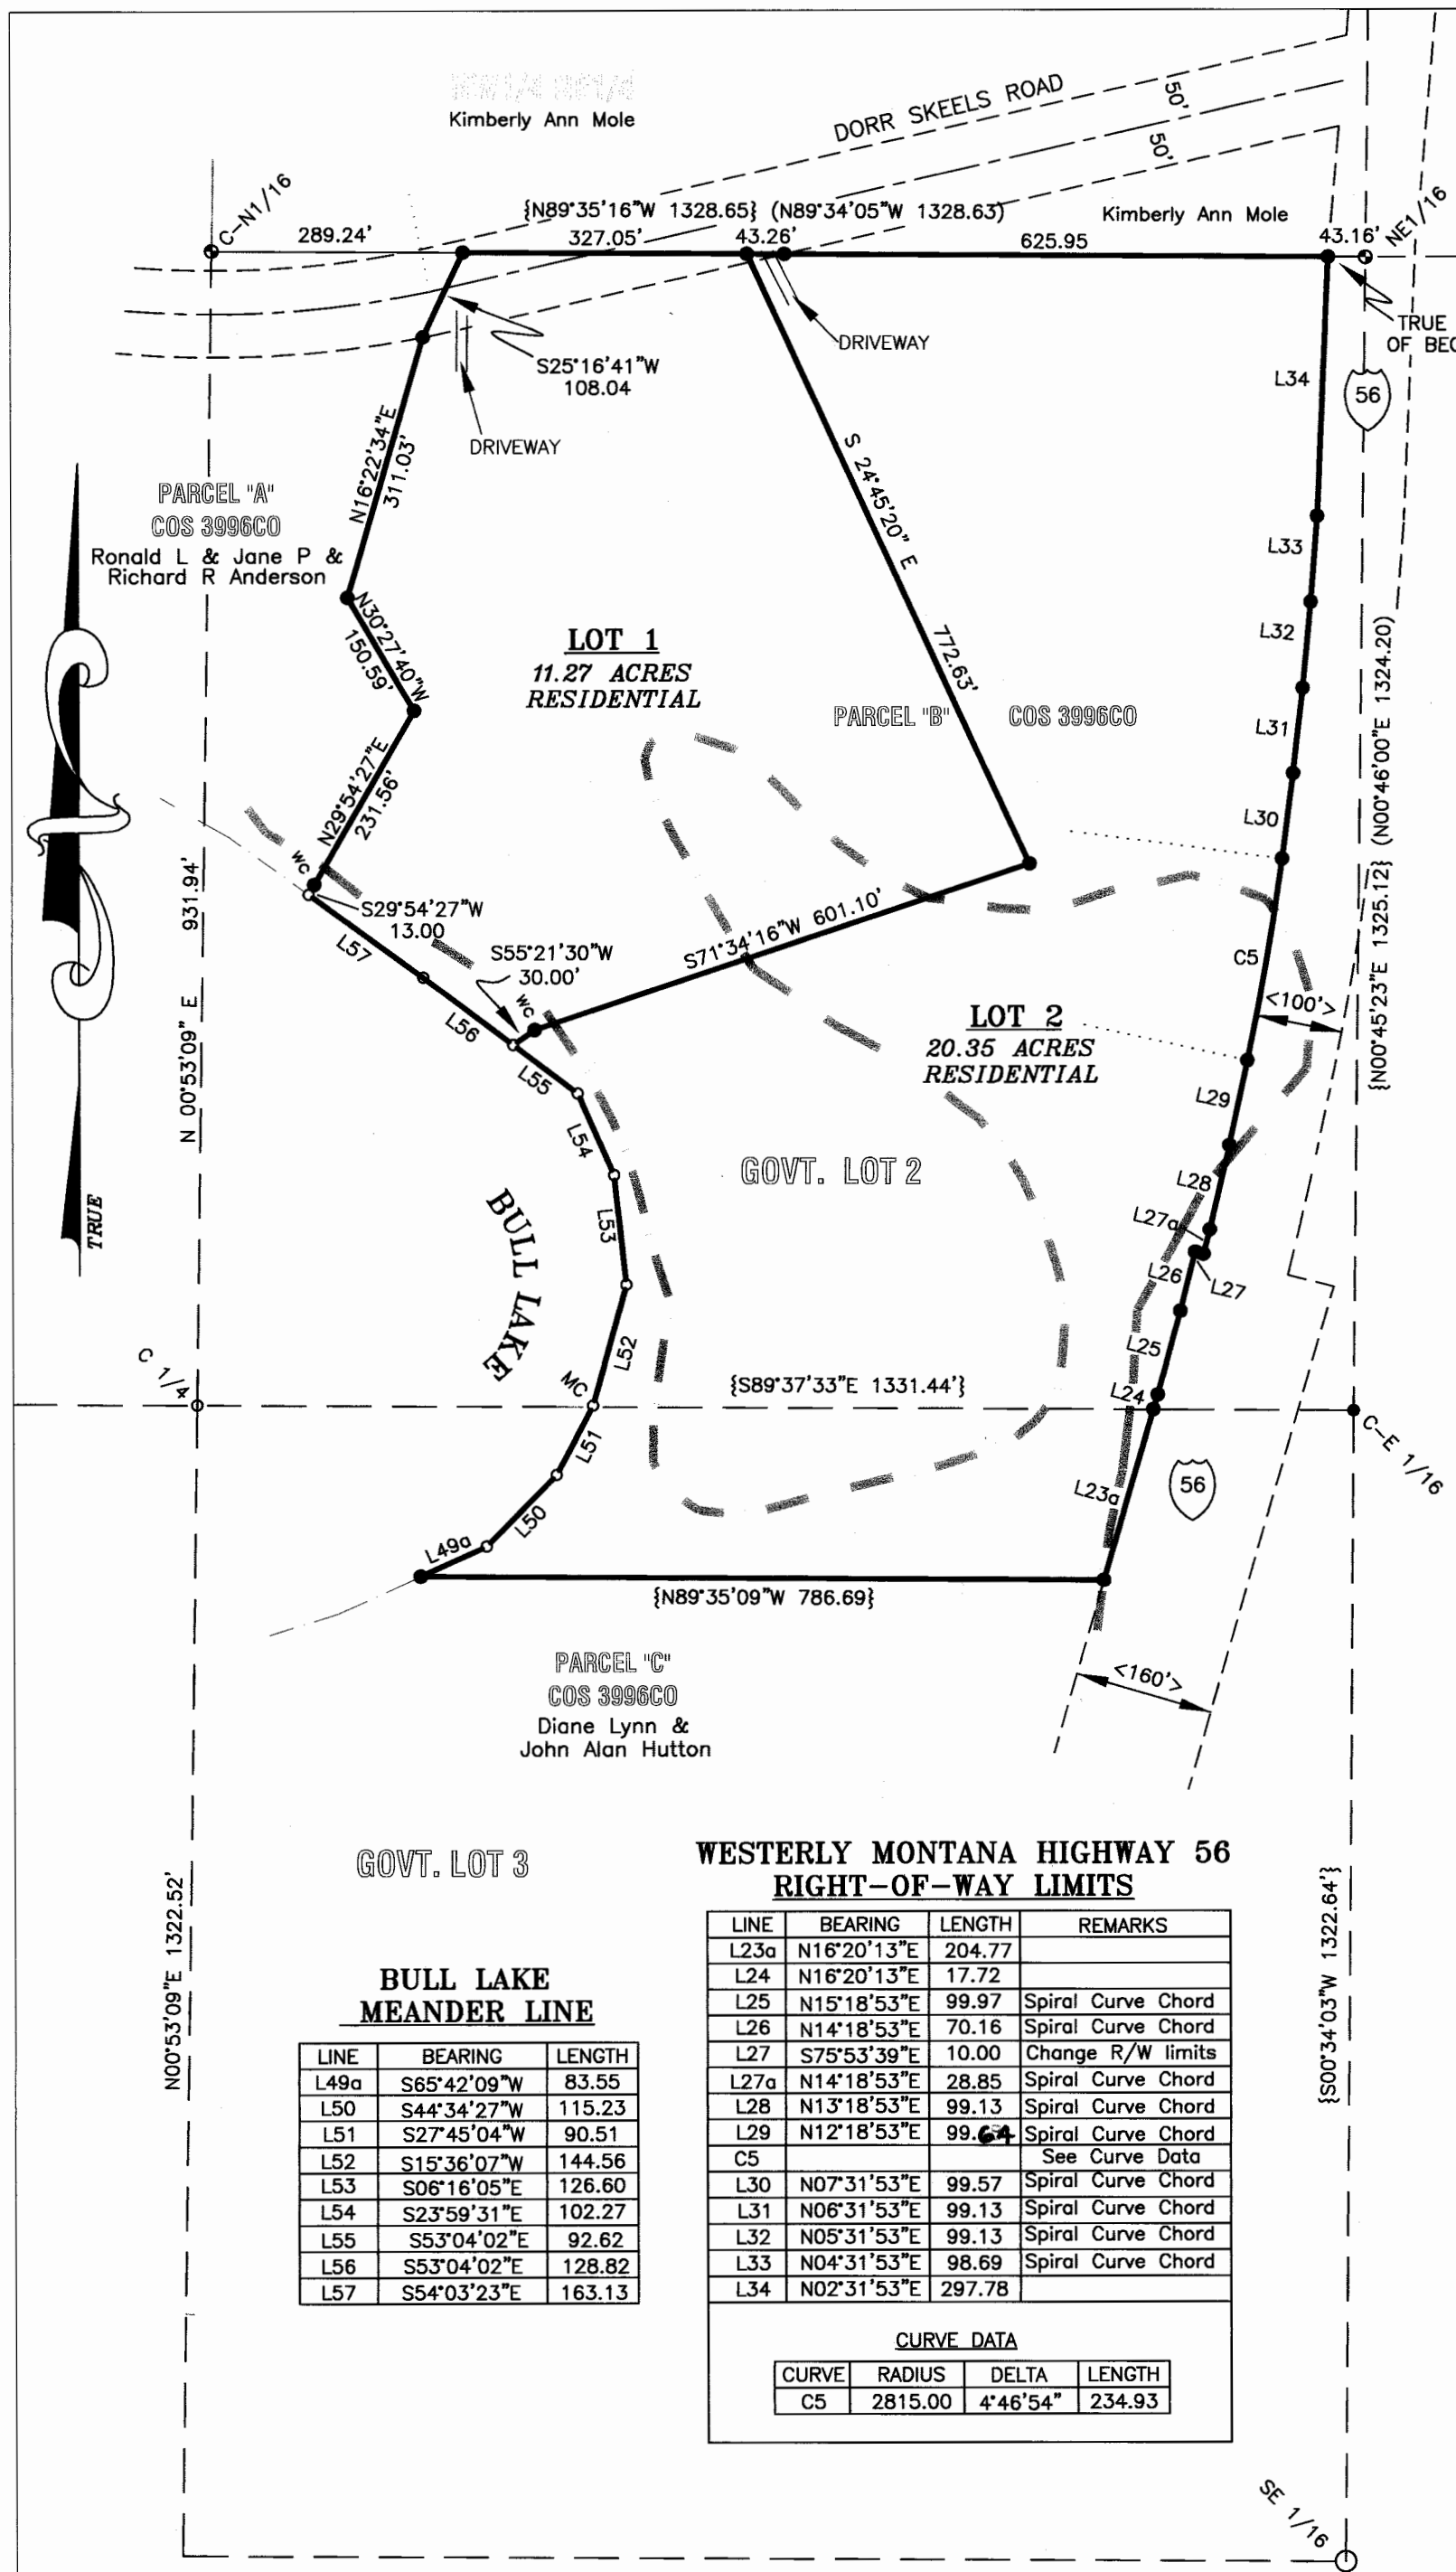 NW1/4 NE1/4
Kimberly Ann Mole
DORR SKEELS ROAD
50'
50'
C-N1/16
{N89°35'16"W 1328.65} (N89°34'05"W 1328.63)
Kimberly Ann Mole
NE1/16
289.24'
327.05'
43.26'
625.95
43.16'
TRUE
OF BEG
DRIVEWAY
S25°16'41"W
108.04
DRIVEWAY
L34
56
N16°22'34"E
311.03'
S 24°45'20" E
772.63'
PARCEL "A"
COS 3996CO
Ronald L & Jane P &
Richard R Anderson
L33
N30°27'40"W
150.59'
LOT 1
11.27 ACRES
RESIDENTIAL
L32
PARCEL "B" COS 3996CO
L31
{N00°45'23"E 1325.12} (N00°46'00"E 1324.20)
N29°54'27"E
231.56'
L30
WC
N 00°53'09" E 931.94'
S29°54'27"W
13.00
L57
S55°21'30"W
30.00'
WC
S71°34'16"W 601.10'
C5
<100'>
LOT 2
20.35 ACRES
RESIDENTIAL
L56
L55
L29
L54
GOVT. LOT 2
L28
TRUE
BULL LAKE
L53
L27a
L26
L27
L52
L25
C 1/4
MC
{S89°37'33"E 1331.44'}
L24
C-E 1/16
L51
L23a
56
L50
L49a
{N89°35'09"W 786.69}
PARCEL "C"
COS 3996CO
Diane Lynn &
John Alan Hutton
<160'>
GOVT. LOT 3
N00°53'09"E 1322.52'
{S00°34'03"W 1322.64'}
BULL LAKE
MEANDER LINE
LINE BEARING LENGTH
L49a S65°42'09"W 83.55
L50 S44°34'27"W 115.23
L51 S27°45'04"W 90.51
L52 S15°36'07"W 144.56
L53 S06°16'05"E 126.60
L54 S23°59'31"E 102.27
L55 S53°04'02"E 92.62
L56 S53°04'02"E 128.82
L57 S54°03'23"E 163.13
WESTERLY MONTANA HIGHWAY 56
RIGHT-OF-WAY LIMITS
LINE BEARING LENGTH REMARKS
L23a N16°20'13"E 204.77
L24 N16°20'13"E 17.72
L25 N15°18'53"E 99.97 Spiral Curve Chord
L26 N14°18'53"E 70.16 Spiral Curve Chord
L27 S75°53'39"E 10.00 Change R/W limits
L27a N14°18'53"E 28.85 Spiral Curve Chord
L28 N13°18'53"E 99.13 Spiral Curve Chord
L29 N12°18'53"E 99.64 Spiral Curve Chord
C5 See Curve Data
L30 N07°31'53"E 99.57 Spiral Curve Chord
L31 N06°31'53"E 99.13 Spiral Curve Chord
L32 N05°31'53"E 99.13 Spiral Curve Chord
L33 N04°31'53"E 98.69 Spiral Curve Chord
L34 N02°31'53"E 297.78
CURVE DATA
CURVE RADIUS DELTA LENGTH
C5 2815.00 4°46'54" 234.93
SE 1/16